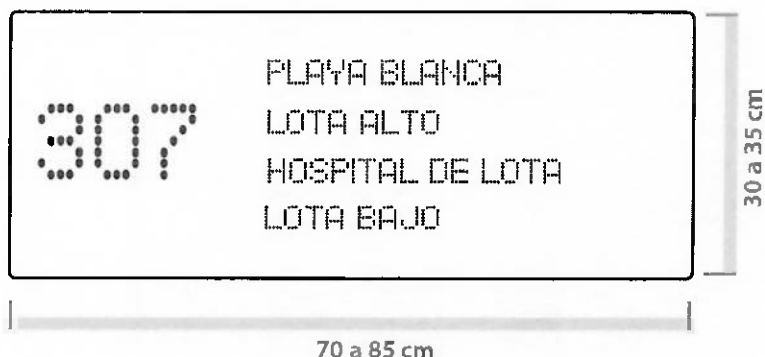 307
PLAYA BLANCA
LOTA ALTO
HOSPITAL DE LOTA
LOTA BAJO
30 a 35 cm
70 a 85 cm